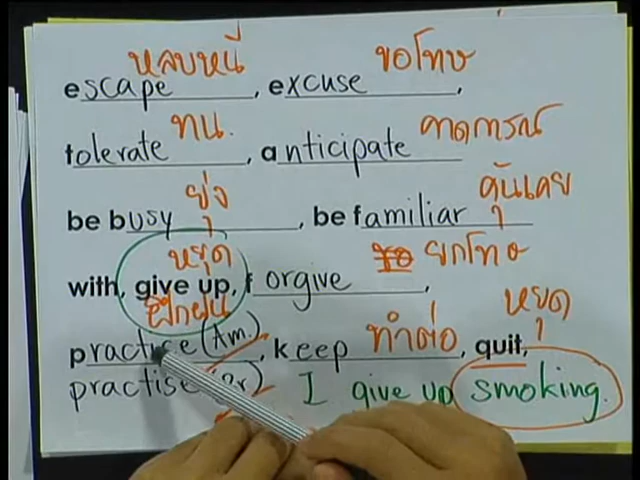 หลบหนี ขอโทษ
escape, excuse,
ทน. คาดการณ์
tolerate, anticipate
ยุ่ง คุ้นเคย
be busy, be familiar
หยุด ยกโทษ
with, give up, forgive,
ฝึกฝน หยุด
practice (Am.), keep ทำต่อ, quit,
practise (Br) I give up smoking.